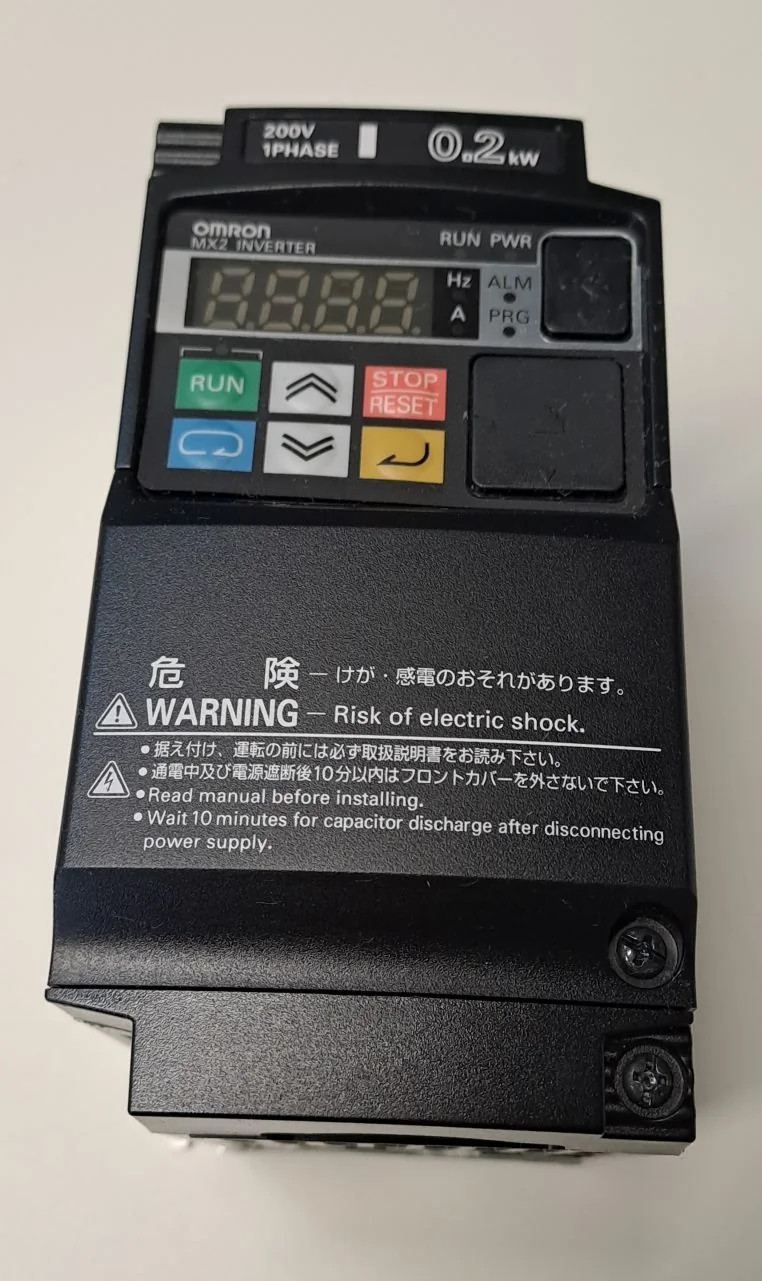 200V
1PHASE
0.2 kW
OMRON
MX2 INVERTER
RUN PWR
Hz
ALM
A
PRG
RUN
STOP
RESET
危 険 — けが・感電のおそれがあります。
WARNING — Risk of electric shock.
• 据え付け、運転の前には必ず取扱説明書をお読み下さい。
• 通電中及び電源遮断後10分以内はフロントカバーを外さないで下さい。
• Read manual before installing.
• Wait 10 minutes for capacitor discharge after disconnecting
power supply.